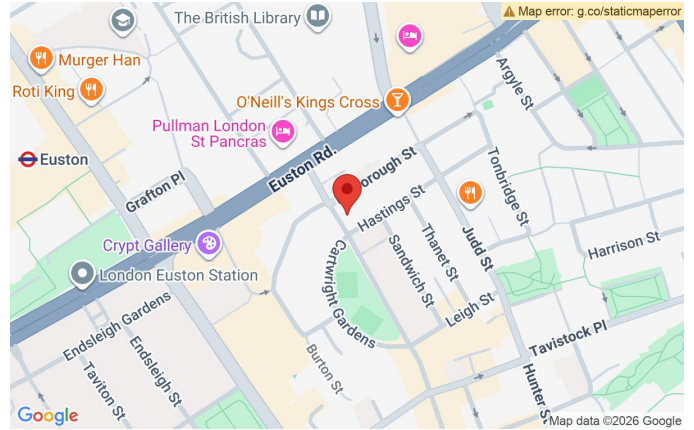 Map error: g.co/staticmaperror
The British Library
Murger Han
Roti King
Argyle St
O'Neill's Kings Cross
Pullman London
St Pancras
Euston
Euston Rd.
orough St
Tonbridge St
Grafton Pl
Hastings St
Crypt Gallery
Judd St
Thanet St
Sandwich St
Harrison St
London Euston Station
Cartwright Gardens
Leigh St
Endsleigh Gardens
Tavistock Pl
Endsleigh St
Burton St
Taviton St
Hunter S
Google
Map data ©2026 Google